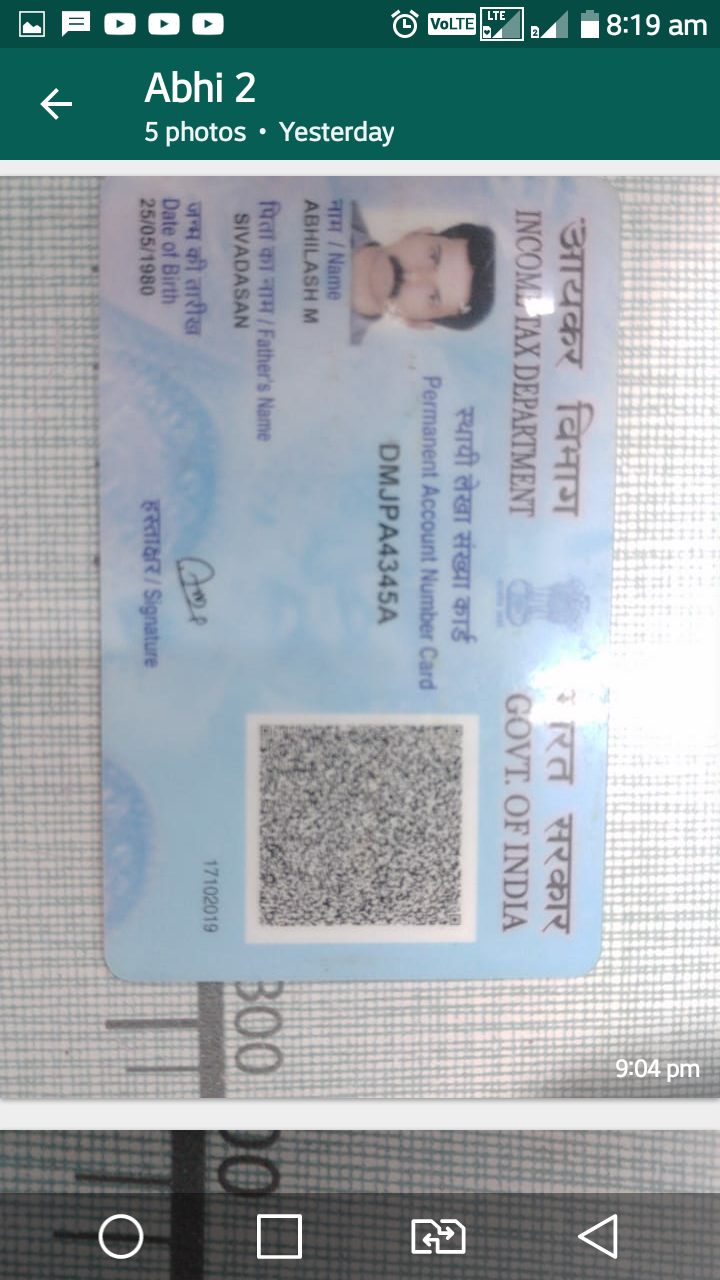 VoLTE LTE 2 8:19 am
Abhi 2
5 photos • Yesterday
आयकर विभाग भारत सरकार
INCOME TAX DEPARTMENT GOVT. OF INDIA
स्थायी लेखा संख्या कार्ड
Permanent Account Number Card
DMJPA4345A
नाम / Name
ABHILASH M
पिता का नाम / Father's Name
SIVADASAN
जन्म की तारीख
Date of Birth
25/05/1980
हस्ताक्षर / Signature
17102019
300
9:04 pm